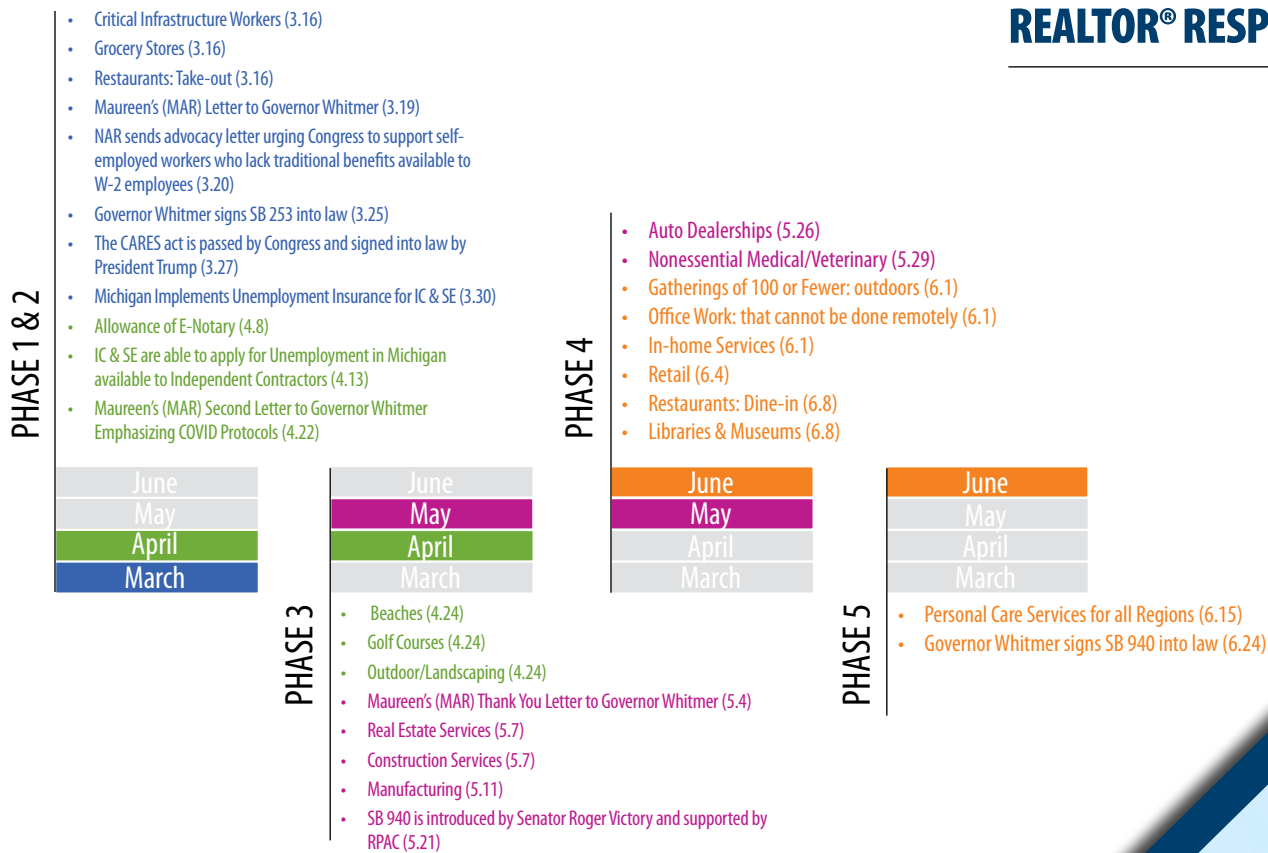 REALTOR® RESP
PHASE 1 & 2
• Critical Infrastructure Workers (3.16)
• Grocery Stores (3.16)
• Restaurants: Take-out (3.16)
• Maureen's (MAR) Letter to Governor Whitmer (3.19)
• NAR sends advocacy letter urging Congress to support self-
employed workers who lack traditional benefits available to
W-2 employees (3.20)
• Governor Whitmer signs SB 253 into law (3.25)
• The CARES act is passed by Congress and signed into law by
President Trump (3.27)
• Michigan Implements Unemployment Insurance for IC & SE (3.30)
• Allowance of E-Notary (4.8)
• IC & SE are able to apply for Unemployment in Michigan
available to Independent Contractors (4.13)
• Maureen's (MAR) Second Letter to Governor Whitmer
Emphasizing COVID Protocols (4.22)
June
May
April
March
PHASE 3
June
May
April
March
• Beaches (4.24)
• Golf Courses (4.24)
• Outdoor/Landscaping (4.24)
• Maureen's (MAR) Thank You Letter to Governor Whitmer (5.4)
• Real Estate Services (5.7)
• Construction Services (5.7)
• Manufacturing (5.11)
• SB 940 is introduced by Senator Roger Victory and supported by
RPAC (5.21)
PHASE 4
• Auto Dealerships (5.26)
• Nonessential Medical/Veterinary (5.29)
• Gatherings of 100 or Fewer: outdoors (6.1)
• Office Work: that cannot be done remotely (6.1)
• In-home Services (6.1)
• Retail (6.4)
• Restaurants: Dine-in (6.8)
• Libraries & Museums (6.8)
June
May
April
March
PHASE 5
June
May
April
March
• Personal Care Services for all Regions (6.15)
• Governor Whitmer signs SB 940 into law (6.24)